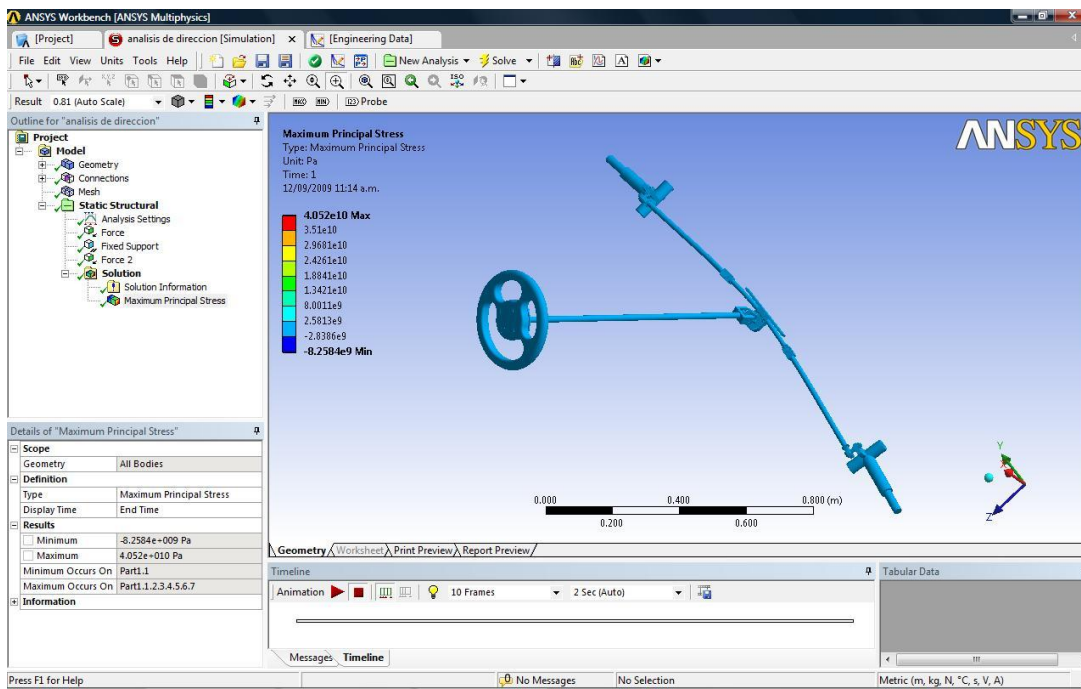 ANSYS Workbench [ANSYS Multiphysics]
[Project] analisis de direccion [Simulation] [Engineering Data]
File Edit View Units Tools Help New Analysis Solve
Result 0.81 (Auto Scale) MAX MIN Probe
Outline for "analisis de direccion"
Project
Model
Geometry
Connections
Mesh
Static Structural
Analysis Settings
Force
Fixed Support
Force 2
Solution
Solution Information
Maximum Principal Stress
Details of "Maximum Principal Stress"
Scope
Geometry All Bodies
Definition
Type Maximum Principal Stress
Display Time End Time
Results
Minimum -8.2584e+009 Pa
Maximum 4.052e+010 Pa
Minimum Occurs On Part1.1
Maximum Occurs On Part1.1.2.3.4.5.6.7
Information
Maximum Principal Stress
Type: Maximum Principal Stress
Unit: Pa
Time: 1
12/09/2009 11:14 a.m.
4.052e10 Max
3.51e10
2.9681e10
2.4261e10
1.8841e10
1.3421e10
8.0011e9
2.5813e9
-2.8386e9
-8.2584e9 Min
ANSYS
0.000 0.400 0.800 (m)
0.200 0.600
Y
X
Z
Geometry Worksheet Print Preview Report Preview
Timeline
Animation 10 Frames 2 Sec (Auto)
Messages Timeline
Tabular Data
Press F1 for Help No Messages No Selection Metric (m, kg, N, °C, s, V, A)